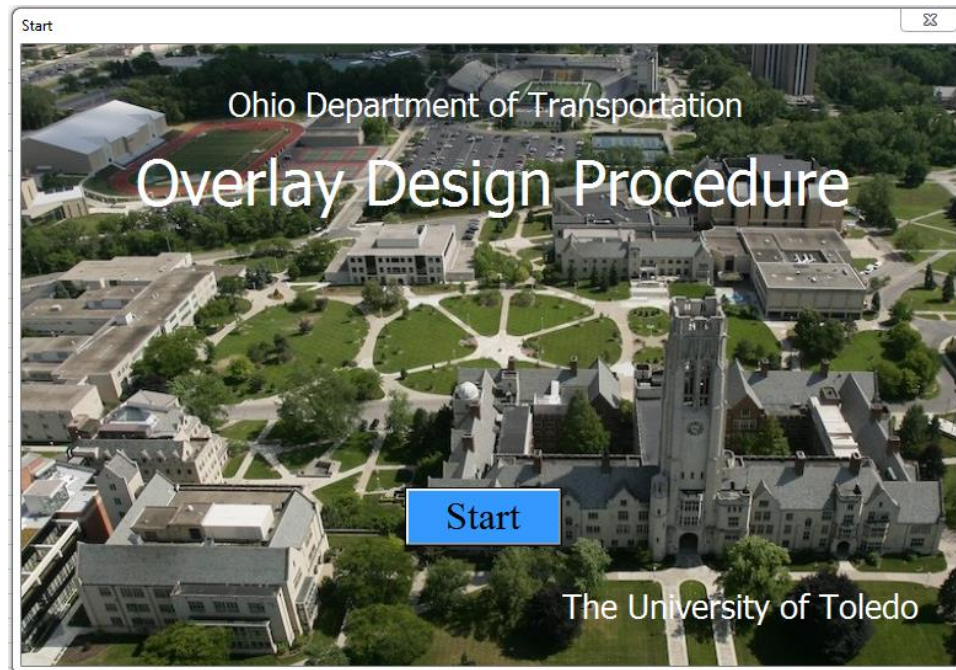 Start
Ohio Department of Transportation
Overlay Design Procedure
Start
The University of Toledo